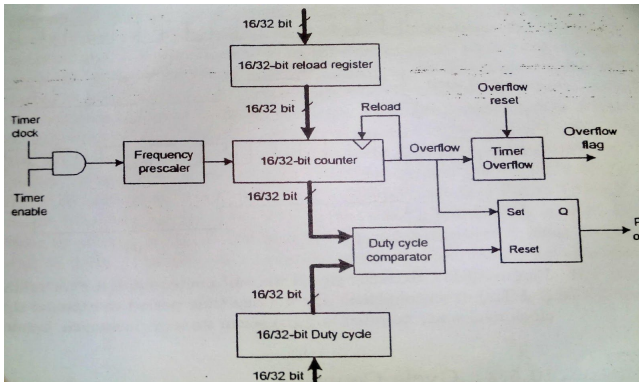 16/32 bit
16/32-bit reload register
16/32 bit
Reload
Overflow
reset
Timer
clock
Frequency
prescaler
16/32-bit counter
Overflow
Timer
Overflow
Overflow
flag
Timer
enable
16/32 bit
Duty cycle
comparator
Set Q
Reset
16/32 bit
16/32-bit Duty cycle
16/32 bit